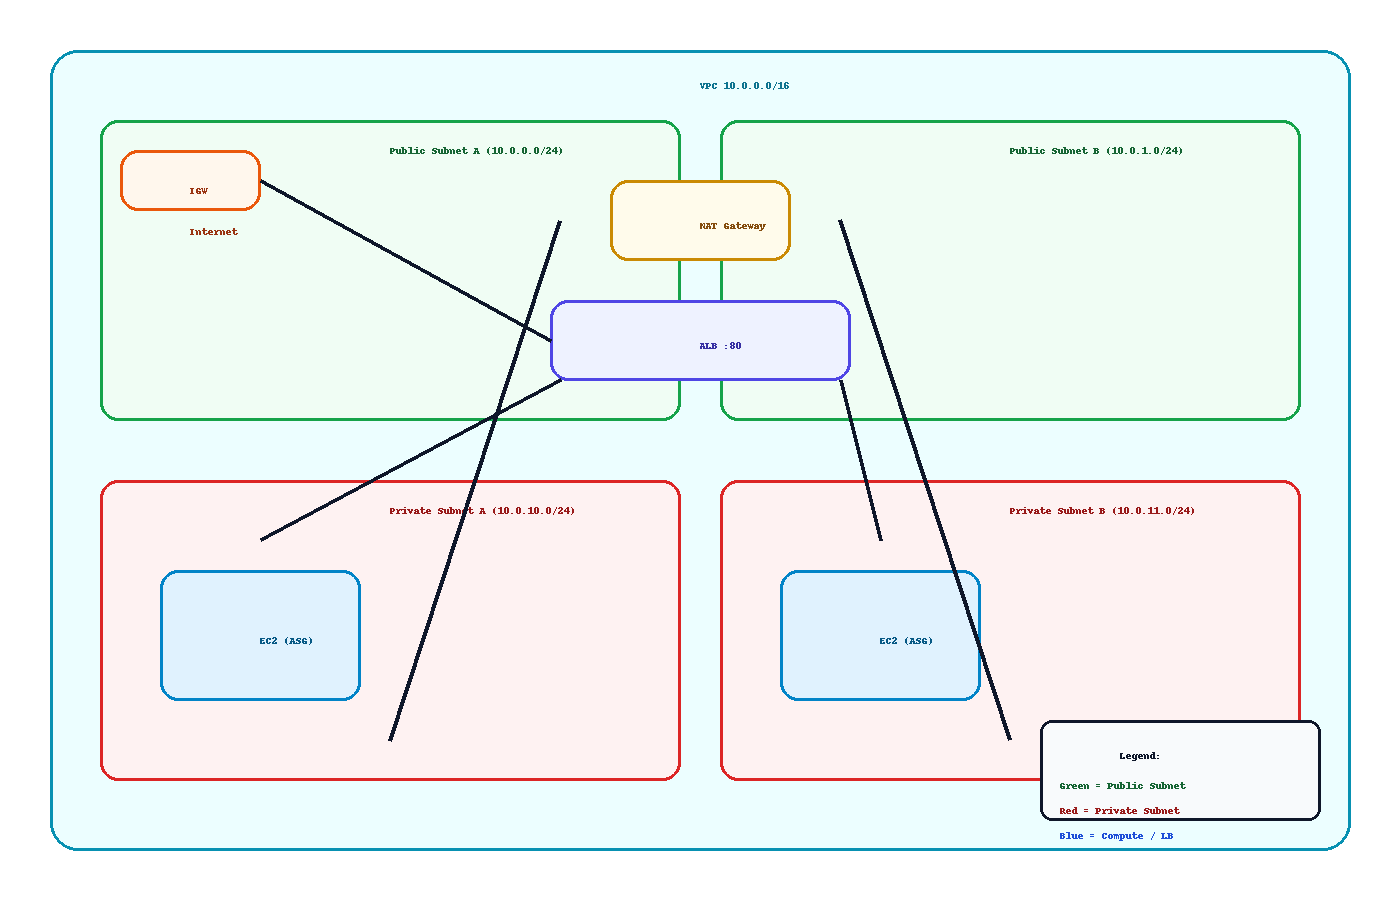 VPC 10.0.0.0/16
Public Subnet A (10.0.0.0/24)
Public Subnet B (10.0.1.0/24)
IGW
Internet
NAT Gateway
ALB :80
Private Subnet A (10.0.10.0/24)
Private Subnet B (10.0.11.0/24)
EC2 (ASG)
EC2 (ASG)
Legend:
Green = Public Subnet
Red = Private Subnet
Blue = Compute / LB